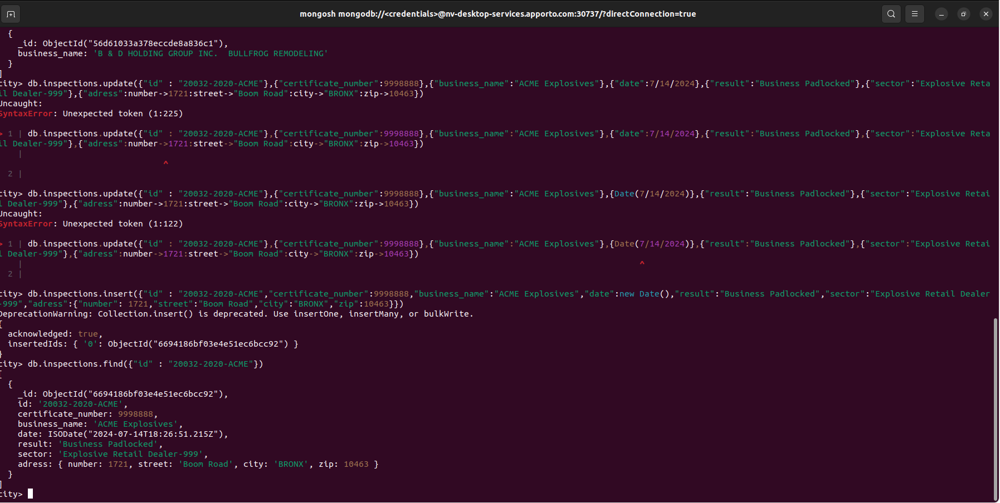 mongosh mongodb://<credentials>@nv-desktop-services.apporto.com:30737/?directConnection=true
{
_id: ObjectId("56d61033a378eccde8a836c1"),
business_name: 'B & D HOLDING GROUP INC.  BULLFROG REMODELING'
}
]
city> db.inspections.update({"id" : "20032-2020-ACME"},{"certificate_number":9998888},{"business_name":"ACME Explosives"},{"date":7/14/2024},{"result":"Business Padlocked"},{"sector":"Explosive Reta
il Dealer-999"},{"adress":number->1721:street->"Boom Road":city->"BRONX":zip->10463})
Uncaught:
SyntaxError: Unexpected token (1:225)
> 1 | db.inspections.update({"id" : "20032-2020-ACME"},{"certificate_number":9998888},{"business_name":"ACME Explosives"},{"date":7/14/2024},{"result":"Business Padlocked"},{"sector":"Explosive Reta
il Dealer-999"},{"adress":number->1721:street->"Boom Road":city->"BRONX":zip->10463})
|
^
2 |
city> db.inspections.update({"id" : "20032-2020-ACME"},{"certificate_number":9998888},{"business_name":"ACME Explosives"},{Date(7/14/2024)},{"result":"Business Padlocked"},{"sector":"Explosive Retai
l Dealer-999"},{"adress":number->1721:street->"Boom Road":city->"BRONX":zip->10463})
Uncaught:
SyntaxError: Unexpected token (1:122)
> 1 | db.inspections.update({"id" : "20032-2020-ACME"},{"certificate_number":9998888},{"business_name":"ACME Explosives"},{Date(7/14/2024)},{"result":"Business Padlocked"},{"sector":"Explosive Retai
l Dealer-999"},{"adress":number->1721:street->"Boom Road":city->"BRONX":zip->10463})
|
^
2 |
city> db.inspections.insert({"id" : "20032-2020-ACME","certificate_number":9998888,"business_name":"ACME Explosives","date":new Date(),"result":"Business Padlocked","sector":"Explosive Retail Dealer
-999","adress":{"number": 1721,"street":"Boom Road","city":"BRONX","zip":10463}})
DeprecationWarning: Collection.insert() is deprecated. Use insertOne, insertMany, or bulkWrite.
{
acknowledged: true,
insertedIds: { '0': ObjectId("6694186bf03e4e51ec6bcc92") }
}
city> db.inspections.find({"id" : "20032-2020-ACME"})
[
{
_id: ObjectId("6694186bf03e4e51ec6bcc92"),
id: '20032-2020-ACME',
certificate_number: 9998888,
business_name: 'ACME Explosives',
date: ISODate("2024-07-14T18:26:51.215Z"),
result: 'Business Padlocked',
sector: 'Explosive Retail Dealer-999',
adress: { number: 1721, street: 'Boom Road', city: 'BRONX', zip: 10463 }
}
]
city>